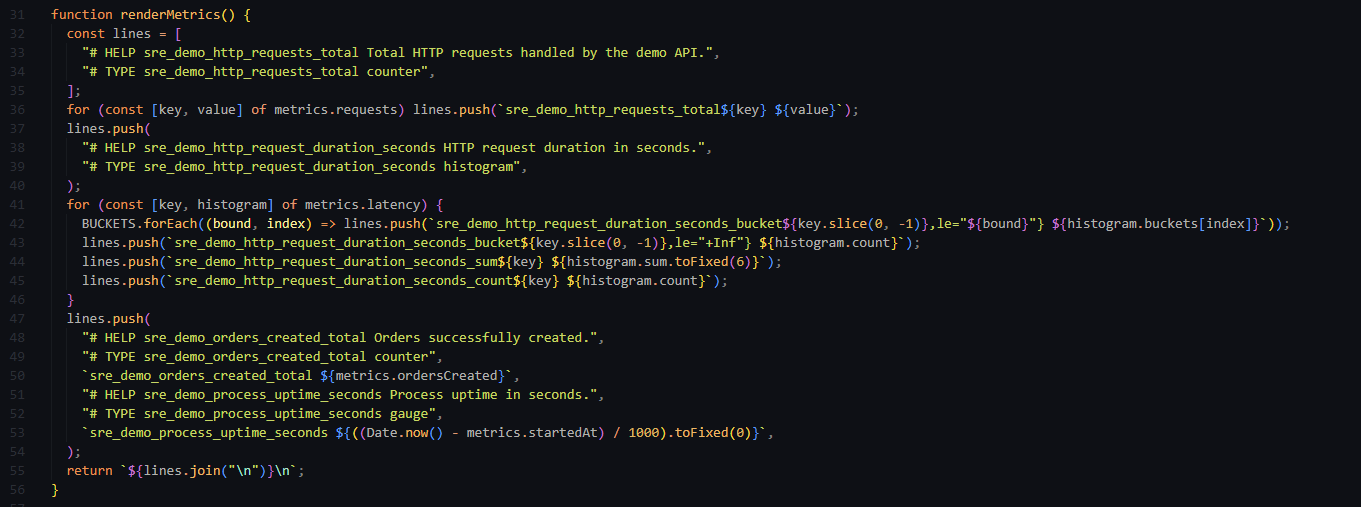 31 function renderMetrics() {
32   const lines = [
33     "# HELP sre_demo_http_requests_total Total HTTP requests handled by the demo API.",
34     "# TYPE sre_demo_http_requests_total counter",
35   ];
36   for (const [key, value] of metrics.requests) lines.push(`sre_demo_http_requests_total${key} ${value}`);
37   lines.push(
38     "# HELP sre_demo_http_request_duration_seconds HTTP request duration in seconds.",
39     "# TYPE sre_demo_http_request_duration_seconds histogram",
40   );
41   for (const [key, histogram] of metrics.latency) {
42     BUCKETS.forEach((bound, index) => lines.push(`sre_demo_http_request_duration_seconds_bucket${key.slice(0, -1)},le="${bound}"} ${histogram.buckets[index]}`));
43     lines.push(`sre_demo_http_request_duration_seconds_bucket${key.slice(0, -1)},le="+Inf"} ${histogram.count}`);
44     lines.push(`sre_demo_http_request_duration_seconds_sum${key} ${histogram.sum.toFixed(6)}`);
45     lines.push(`sre_demo_http_request_duration_seconds_count${key} ${histogram.count}`);
46   }
47   lines.push(
48     "# HELP sre_demo_orders_created_total Orders successfully created.",
49     "# TYPE sre_demo_orders_created_total counter",
50     `sre_demo_orders_created_total ${metrics.ordersCreated}`,
51     "# HELP sre_demo_process_uptime_seconds Process uptime in seconds.",
52     "# TYPE sre_demo_process_uptime_seconds gauge",
53     `sre_demo_process_uptime_seconds ${((Date.now() - metrics.startedAt) / 1000).toFixed(0)}`,
54   );
55   return `${lines.join("\n")}\n`;
56 }